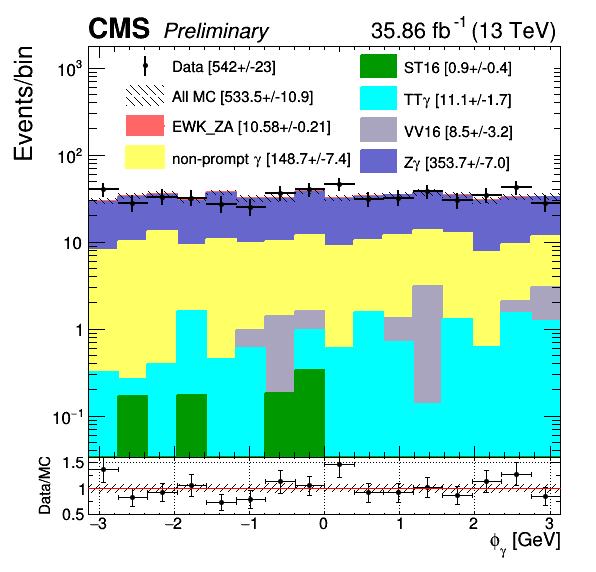 CMS Preliminary 35.86 fb⁻¹ (13 TeV)
Events/bin
10³
10²
10
1
10⁻¹
Data [542+/-23]
All MC [533.5+/-10.9]
EWK_ZA [10.58+/-0.21]
non-prompt γ [148.7+/-7.4]
ST16 [0.9+/-0.4]
TTγ [11.1+/-1.7]
VV16 [8.5+/-3.2]
Zγ [353.7+/-7.0]
Data/MC
1.5
1
0.5
−3 −2 −1 0 1 2 3
ϕγ [GeV]